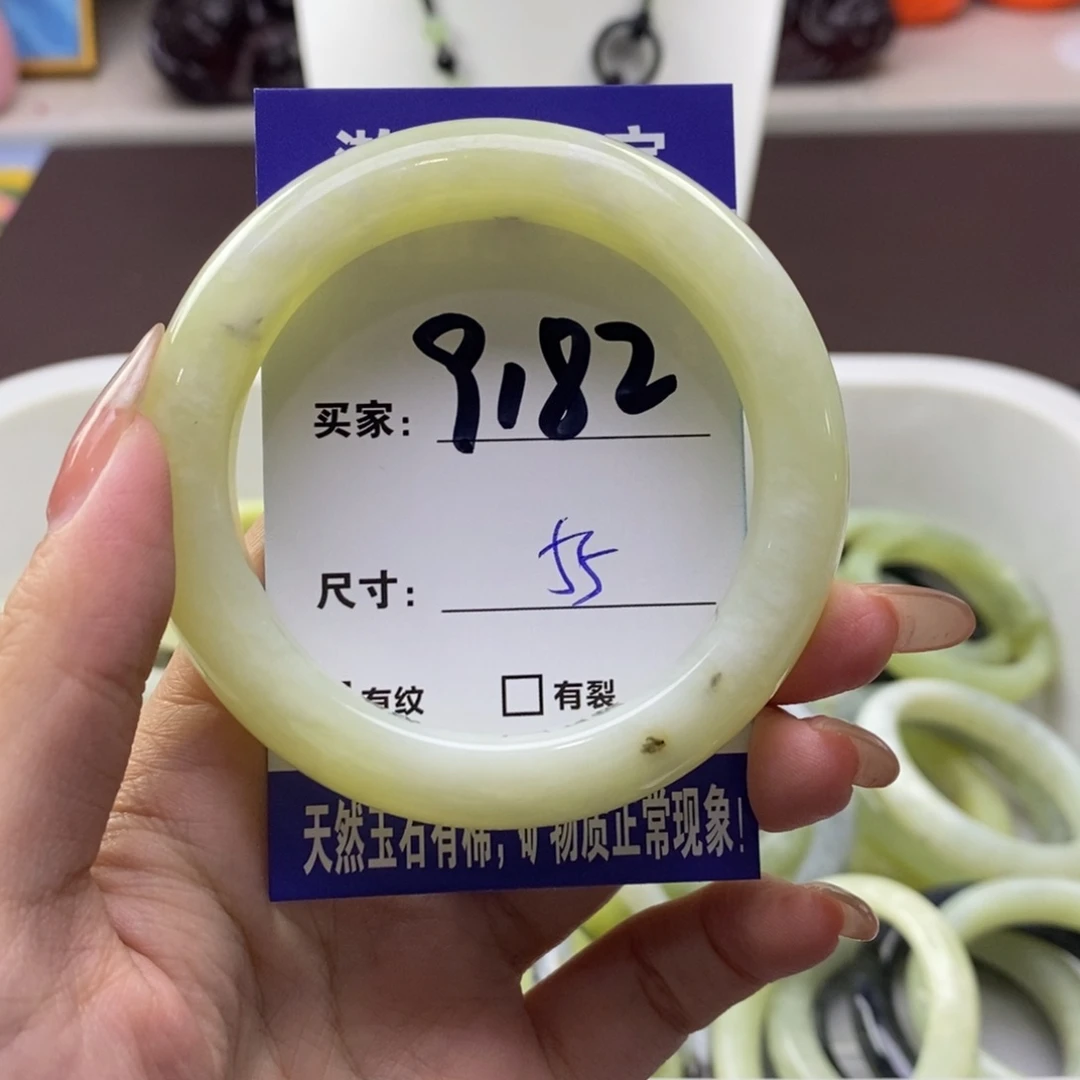 买家： 9182
尺寸： 55
有纹 有裂
天然玉石有棉，矿物质正常现象！